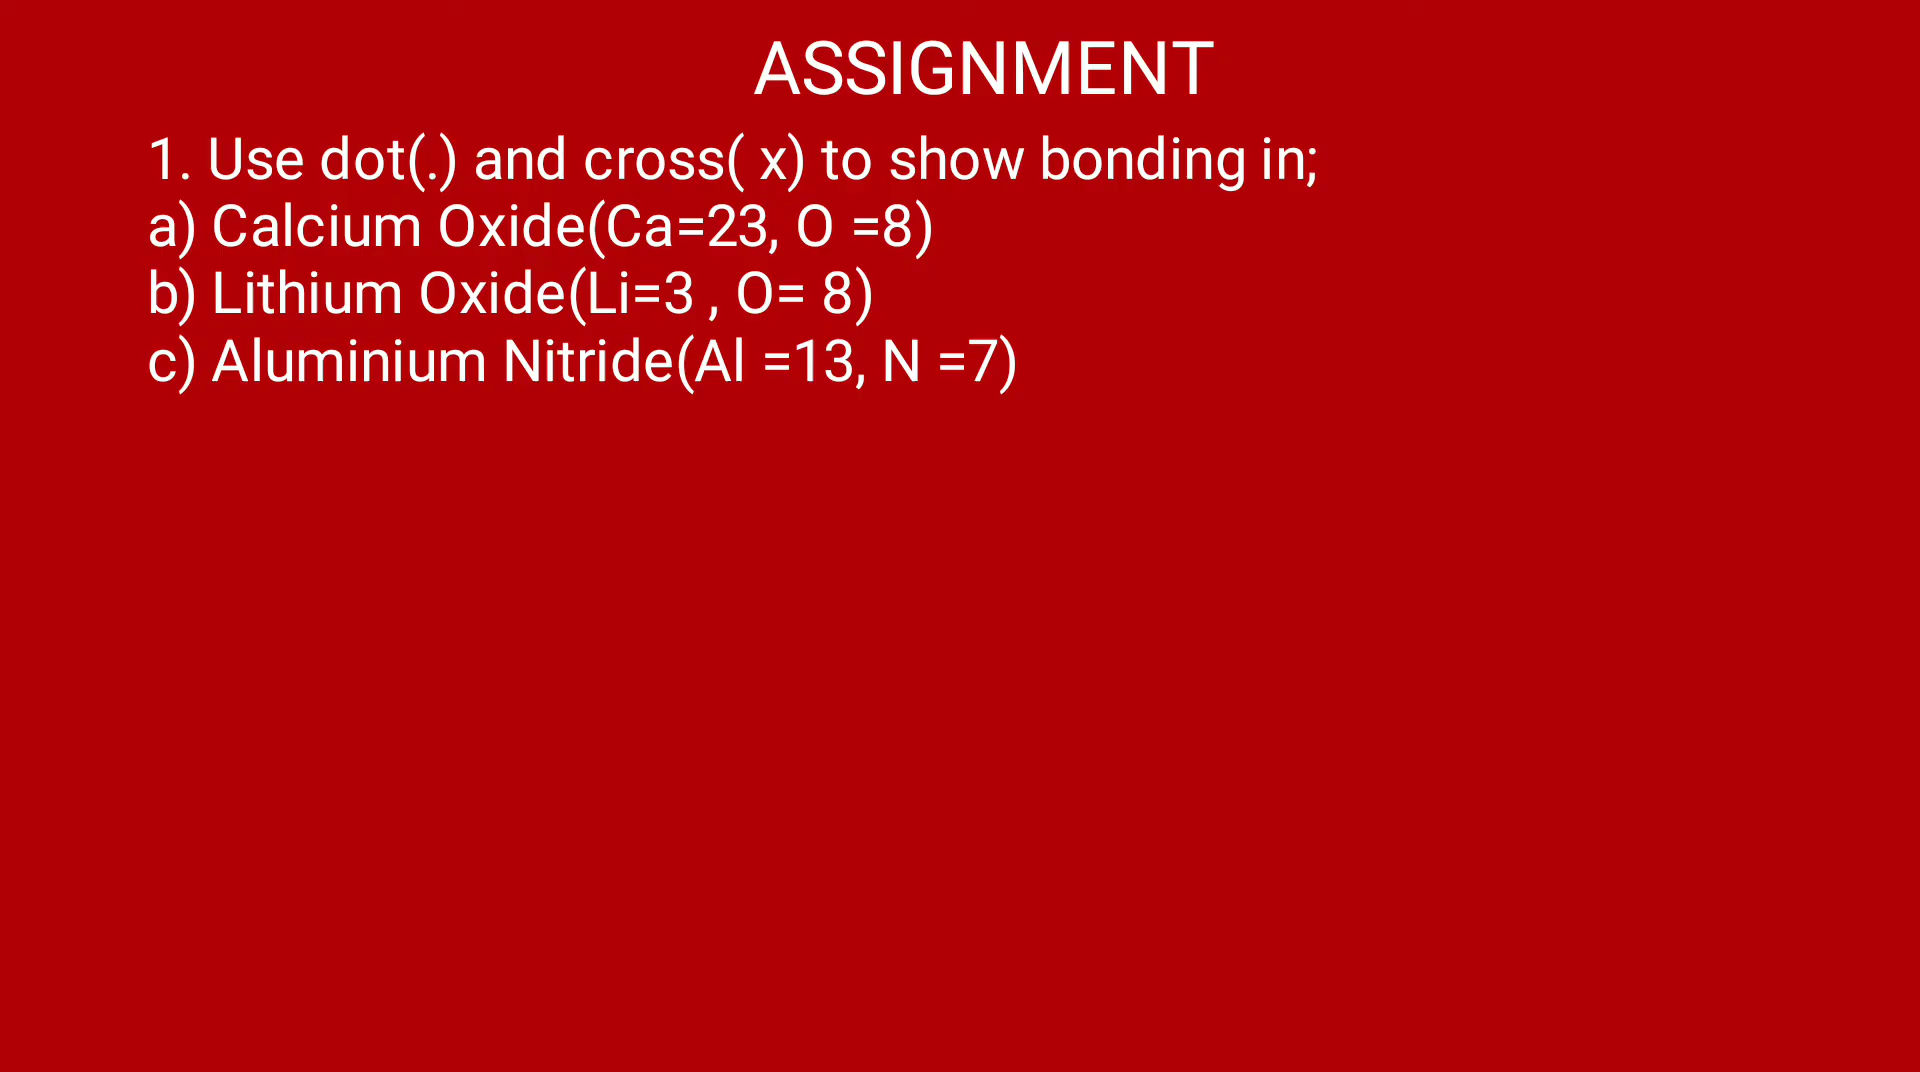 ASSIGNMENT
1. Use dot(.) and cross( x) to show bonding in;
a) Calcium Oxide(Ca=23, O =8)
b) Lithium Oxide(Li=3 , O= 8)
c) Aluminium Nitride(Al =13, N =7)